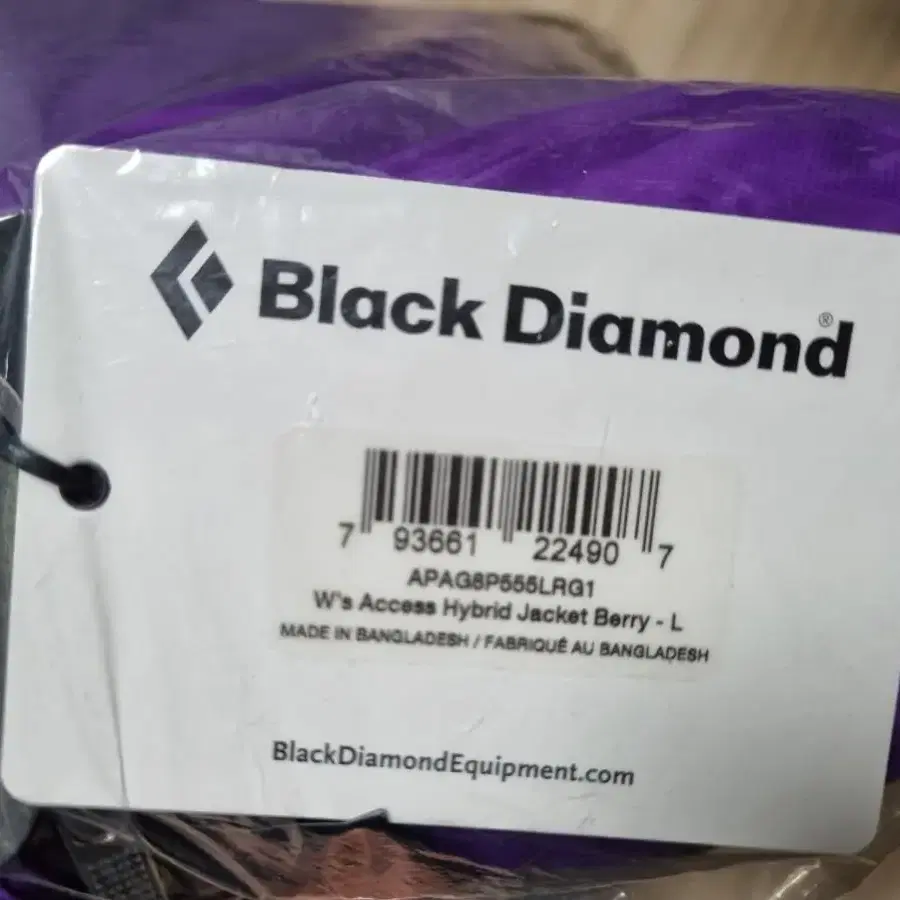 Black Diamond®
7 93661 22490 7
APAG8P555LRG1
W's Access Hybrid Jacket Berry - L
MADE IN BANGLADESH / FABRIQUÉ AU BANGLADESH
BlackDiamondEquipment.com